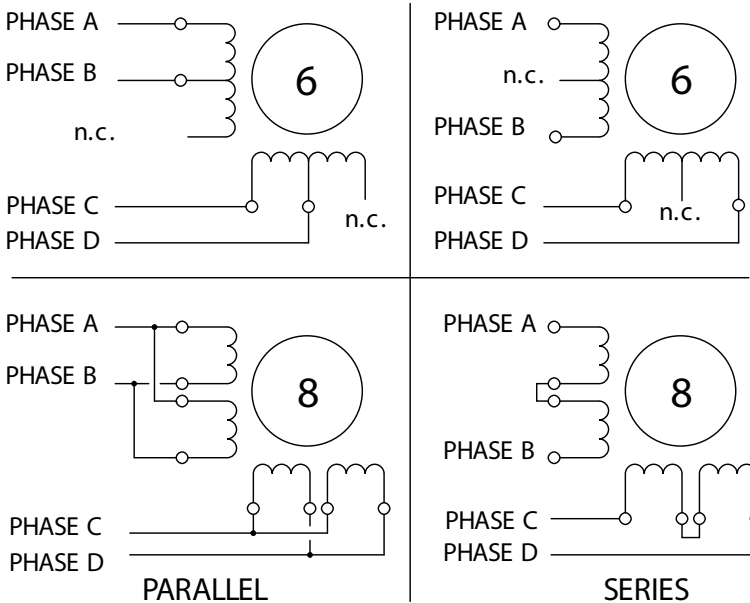 PHASE A
PHASE B
n.c.
6
PHASE C
PHASE D
n.c.
PHASE A
n.c.
PHASE B
6
PHASE C
PHASE D
n.c.
PHASE A
PHASE B
8
PHASE C
PHASE D
PARALLEL
PHASE A
PHASE B
8
PHASE C
PHASE D
SERIES